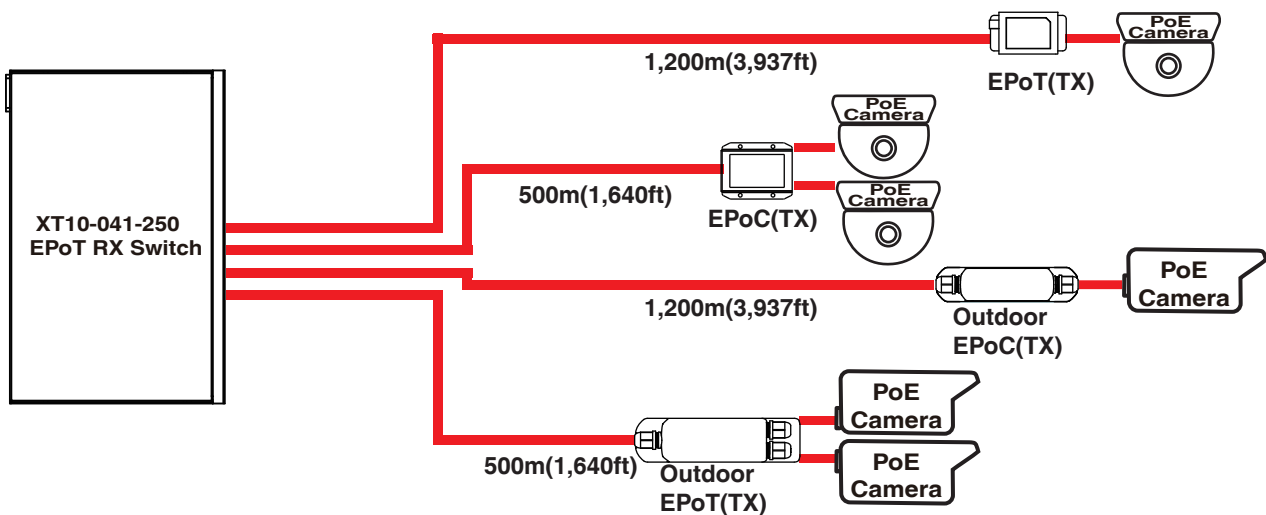 PoE
Camera
1,200m(3,937ft)
EPoT(TX)
PoE
Camera
500m(1,640ft)
EPoC(TX)
PoE
Camera
XT10-041-250
EPoT RX Switch
PoE
Camera
1,200m(3,937ft)
Outdoor
EPoC(TX)
PoE
Camera
500m(1,640ft)
Outdoor
EPoT(TX)
PoE
Camera